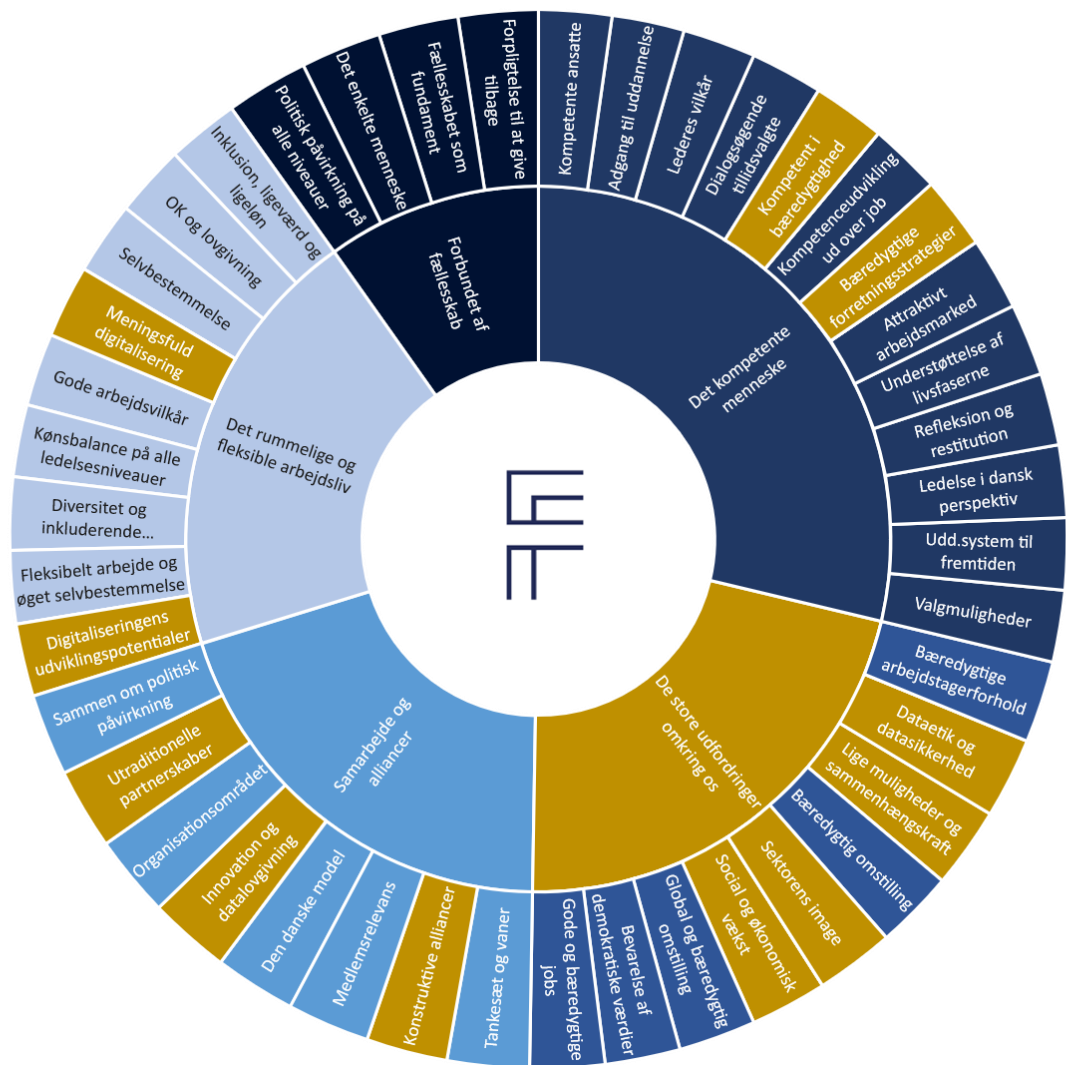 Forbundet af
fællesskab
Det kompetente
menneske
De store udfordringer
omkring os
Samarbejde og
alliancer
Det rummelige og
fleksible arbejdsliv
Kompetente ansatte
Adgang til uddannelse
Lederes vilkår
Dialogsøgende
tillidsvalgte
Kompetent i
bæredygtighed
Kompetenceudvikling
ud over job
Bæredygtige
forretningsstrategier
Attraktivt
arbejdsmarked
Understøttelse af
livsfaserne
Refleksion og
restitution
Ledelse i dansk
perspektiv
Udd.system til
fremtiden
Valgmuligheder
Bæredygtige
arbejdstagerforhold
Dataetik og
datasikkerhed
Lige muligheder og
sammenhængskraft
Bæredygtig omstilling
Sektorens image
Social og økonomisk
vækst
Global og bæredygtig
omstilling
Bevarelse af
demokratiske værdier
Gode og bæredygtige
jobs
Tankesæt og vaner
Konstruktive alliancer
Medlemsrelevans
Den danske model
Innovation og
datalovgivning
Organisationsområdet
Utraditionelle
partnerskaber
Sammen om politisk
påvirkning
Digitaliseringens
udviklingspotentialer
Fleksibelt arbejde og
øget selvbestemmelse
Diversitet og
inkluderende...
Kønsbalance på alle
ledelsesniveauer
Gode arbejdsvilkår
Meningsfuld
digitalisering
Selvbestemmelse
OK og lovgivning
Inklusion, ligeværd og
ligeløn
Politisk påvirkning på
alle niveauer
Det enkelte menneske
Fællesskabet som
fundament
Forpligtelse til at give
tilbage